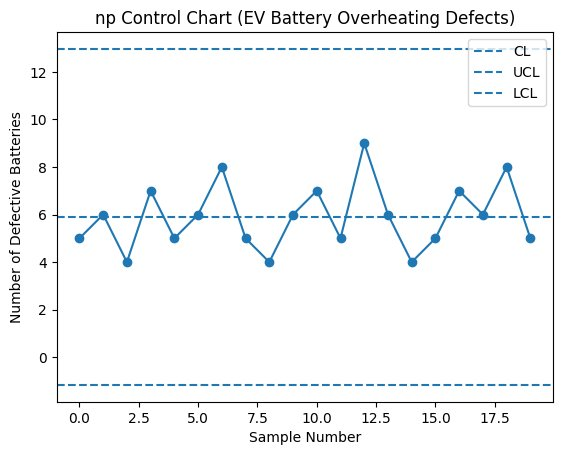 np Control Chart (EV Battery Overheating Defects)
CL
UCL
LCL
Number of Defective Batteries
12
10
8
6
4
2
0
0.0 2.5 5.0 7.5 10.0 12.5 15.0 17.5
Sample Number